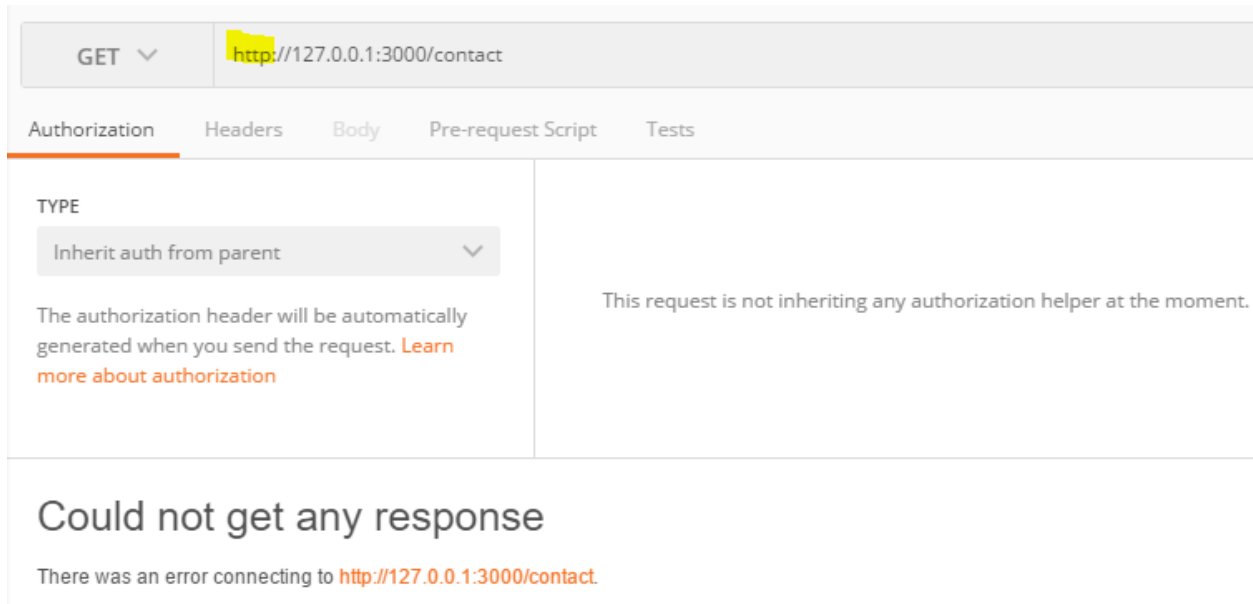 GET http://127.0.0.1:3000/contact
Authorization Headers Body Pre-request Script Tests
TYPE
Inherit auth from parent
The authorization header will be automatically
generated when you send the request. Learn
more about authorization
This request is not inheriting any authorization helper at the moment.
Could not get any response
There was an error connecting to http://127.0.0.1:3000/contact.